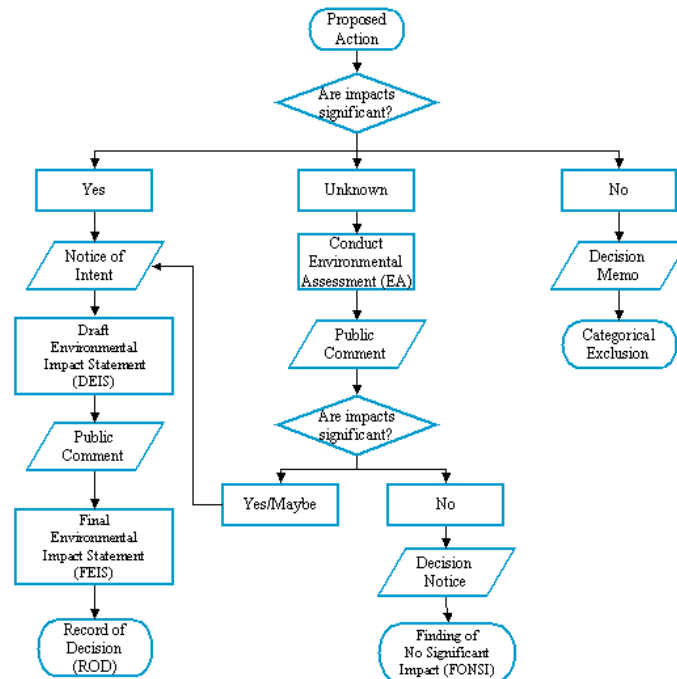 Proposed
Action
Are impacts
significant?
Yes
Unknown
No
Notice of
Intent
Conduct
Environmental
Assessment (EA)
Decision
Memo
Draft
Environmental
Impact Statement
(DEIS)
Public
Comment
Categorical
Exclusion
Public
Comment
Are impacts
significant?
Yes/Maybe
No
Final
Environmental
Impact Statement
(FEIS)
Decision
Notice
Record of
Decision
(ROD)
Finding of
No Significant
Impact (FONSI)